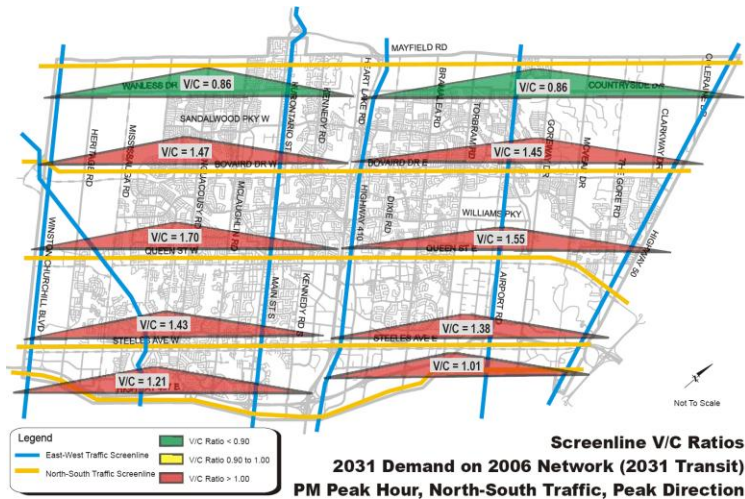 MAYFIELD RD
WANLESS DR
V/C = 0.86
V/C = 0.86
COUNTRYSIDE DR
HURONTARIO ST
KENNEDY RD
HEART LAKE RD
BRAMALEA RD
TORBRAM RD
GOREWAY DR
MCVEAN DR
THE GORE RD
CLARKWAY DR
COLERAINE DR
SANDALWOOD PKY W
HERITAGE RD
MISSISSAUGA RD
V/C = 1.47
V/C = 1.45
BOVAIRD DR W
BOVAIRD DR E
MCLAUGHLIN RD
HIGHWAY 410
DIXIE RD
WILLIAMS PKY
V/C = 1.70
V/C = 1.55
QUEEN ST W
QUEEN ST E
WINSTON CHURCHILL BLVD
MAIN ST S
KENNEDY RD S
AIRPORT RD
HIGHWAY 50
V/C = 1.43
V/C = 1.38
STEELES AVE W
STEELES AVE E
V/C = 1.21
V/C = 1.01
Not To Scale
Legend
East-West Traffic Screenline
North-South Traffic Screenline
V/C Ratio < 0.90
V/C Ratio 0.90 to 1.00
V/C Ratio > 1.00
Screenline V/C Ratios
2031 Demand on 2006 Network (2031 Transit)
PM Peak Hour, North-South Traffic, Peak Direction